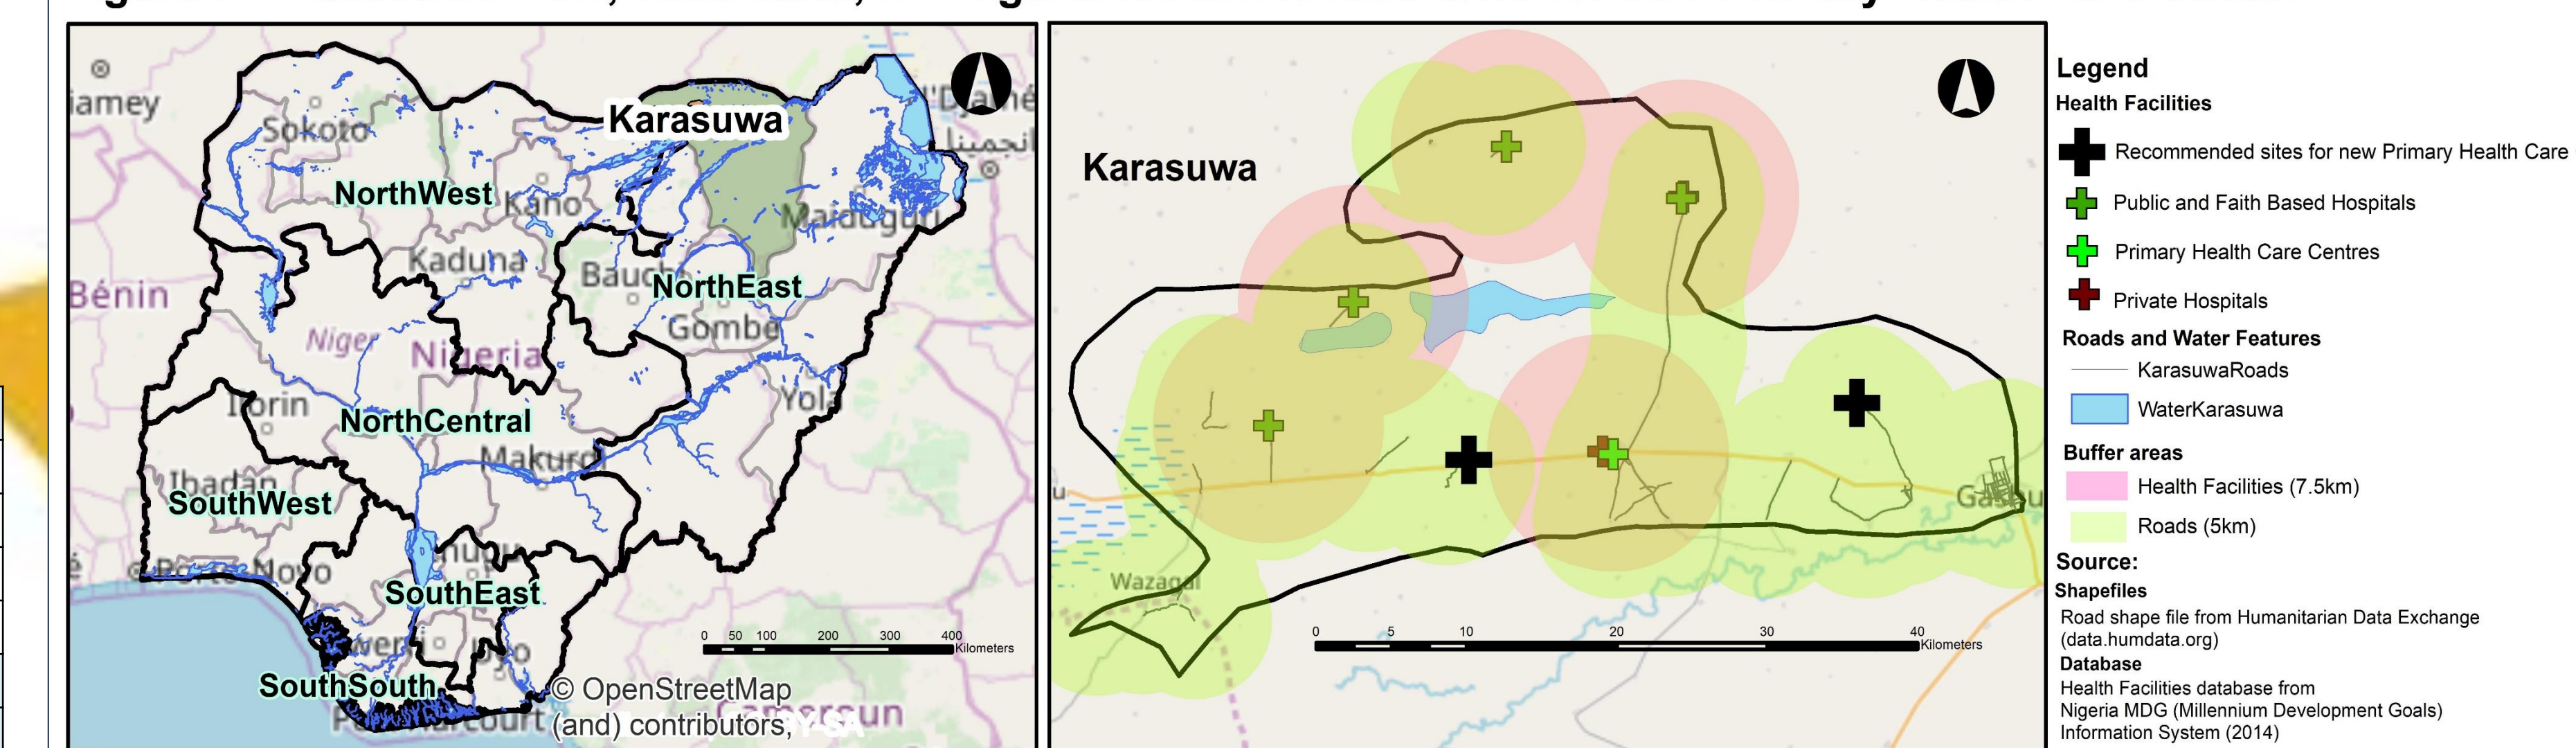 iamey
Sokoto
Karasuwa
NorthWest
Kano
Maiduguri
Kaduna
Bauchi
NorthEast
Bénin
Gombe
Niger
Nigeria
Ilorin
NorthCentral
Yola
Makurdi
Ibadan
SouthWest
Porto-Novo
SouthEast
Uyo
0 50 100 200 300 400
Kilometers
SouthSouth
© OpenStreetMap
(and) contributors,
Cameroun
Karasuwa
Wazagal
0 5 10 20 30 40
Kilometers
Legend
Health Facilities
Recommended sites for new Primary Health Care
Public and Faith Based Hospitals
Primary Health Care Centres
Private Hospitals
Roads and Water Features
KarasuwaRoads
WaterKarasuwa
Buffer areas
Health Facilities (7.5km)
Roads (5km)
Source:
Shapefiles
Road shape file from Humanitarian Data Exchange
(data.humdata.org)
Database
Health Facilities database from
Nigeria MDG (Millennium Development Goals)
Information System (2014)